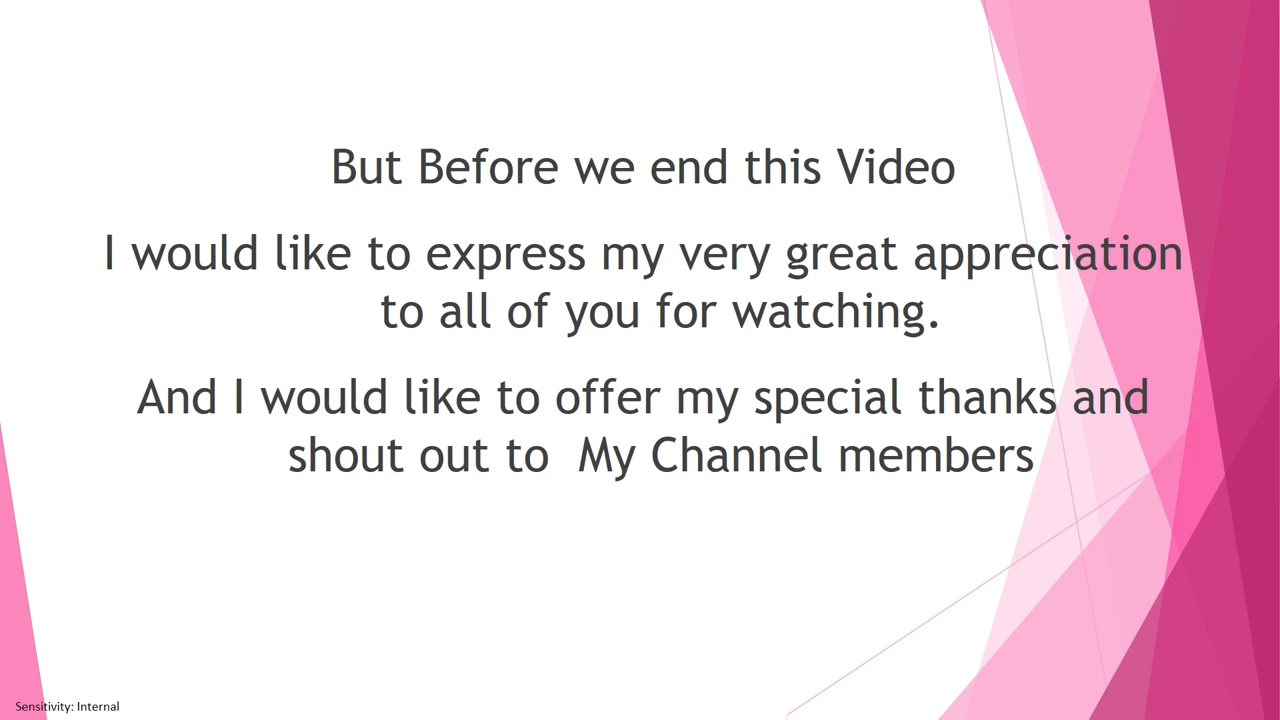 But Before we end this Video
I would like to express my very great appreciation
to all of you for watching.
And I would like to offer my special thanks and
shout out to  My Channel members
Sensitivity: Internal